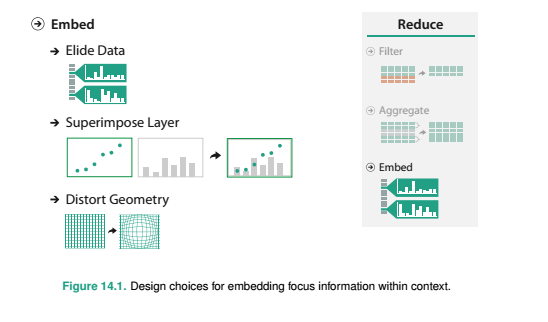 Embed
Elide Data
Superimpose Layer
Distort Geometry
Reduce
Filter
Aggregate
Embed
Figure 14.1. Design choices for embedding focus information within context.